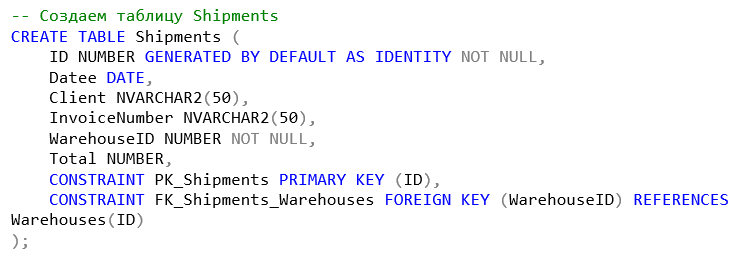 -- Создаем таблицу Shipments
CREATE TABLE Shipments (
    ID NUMBER GENERATED BY DEFAULT AS IDENTITY NOT NULL,
    Datee DATE,
    Client NVARCHAR2(50),
    InvoiceNumber NVARCHAR2(50),
    WarehouseID NUMBER NOT NULL,
    Total NUMBER,
    CONSTRAINT PK_Shipments PRIMARY KEY (ID),
    CONSTRAINT FK_Shipments_Warehouses FOREIGN KEY (WarehouseID) REFERENCES
Warehouses(ID)
);